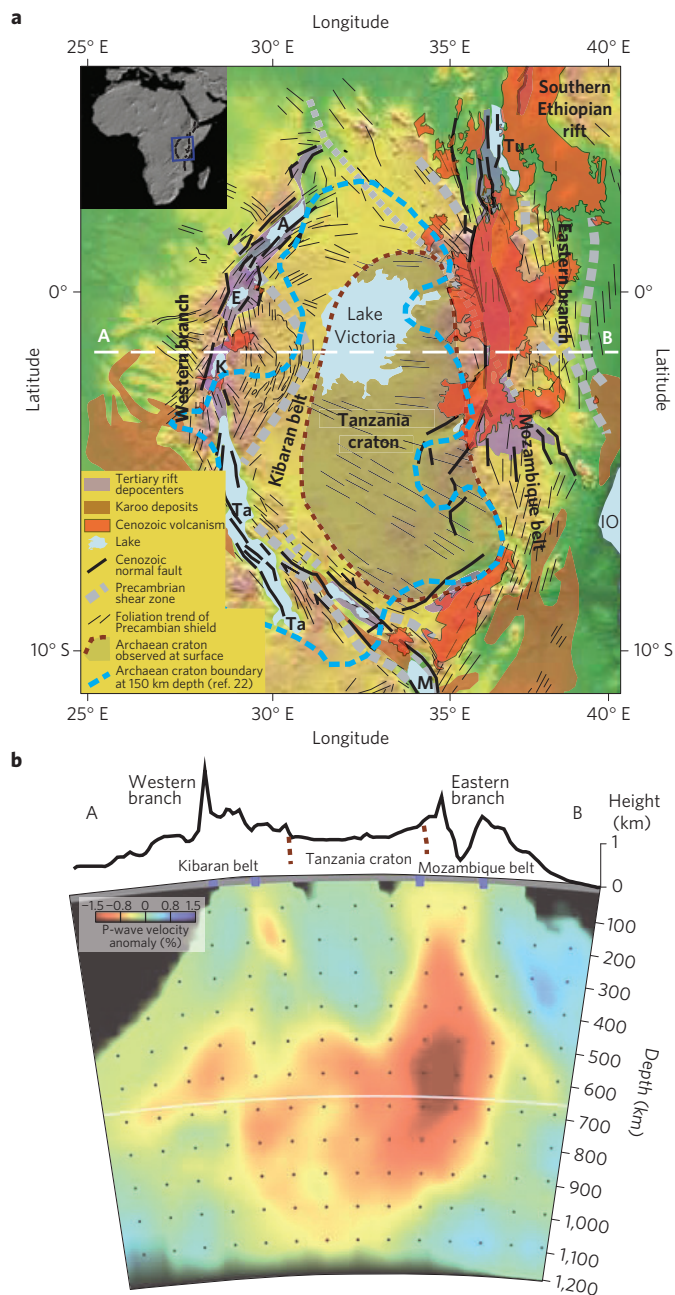 a
Longitude
25° E
30° E
35° E
40° E
Southern
Ethiopian
rift
Tu
A
Eastern branch
E
0°
0°
Lake
Victoria
A
B
Western branch
K
Latitude
Latitude
Kibaran belt
Tanzania
craton
Mozambique belt
Tertiary rift
depocenters
Karoo deposits
Cenozoic volcanism
Lake
Cenozoic
normal fault
Precambrian
shear zone
Foliation trend of
Precambian shield
Archaean craton
observed at surface
Archaean craton boundary
at 150 km depth (ref. 22)
Ta
IO
Ta
10° S
10° S
M
25° E
30° E
35° E
40° E
Longitude
b
Western
branch
Eastern
branch
A
B
Height
(km)
1
0
Kibaran belt
Tanzania craton
Mozambique belt
−1.5 −0.8 0 0.8 1.5
P-wave velocity
anomaly (%)
100
200
300
400
500
600
700
800
900
1,000
1,100
1,200
Depth (km)